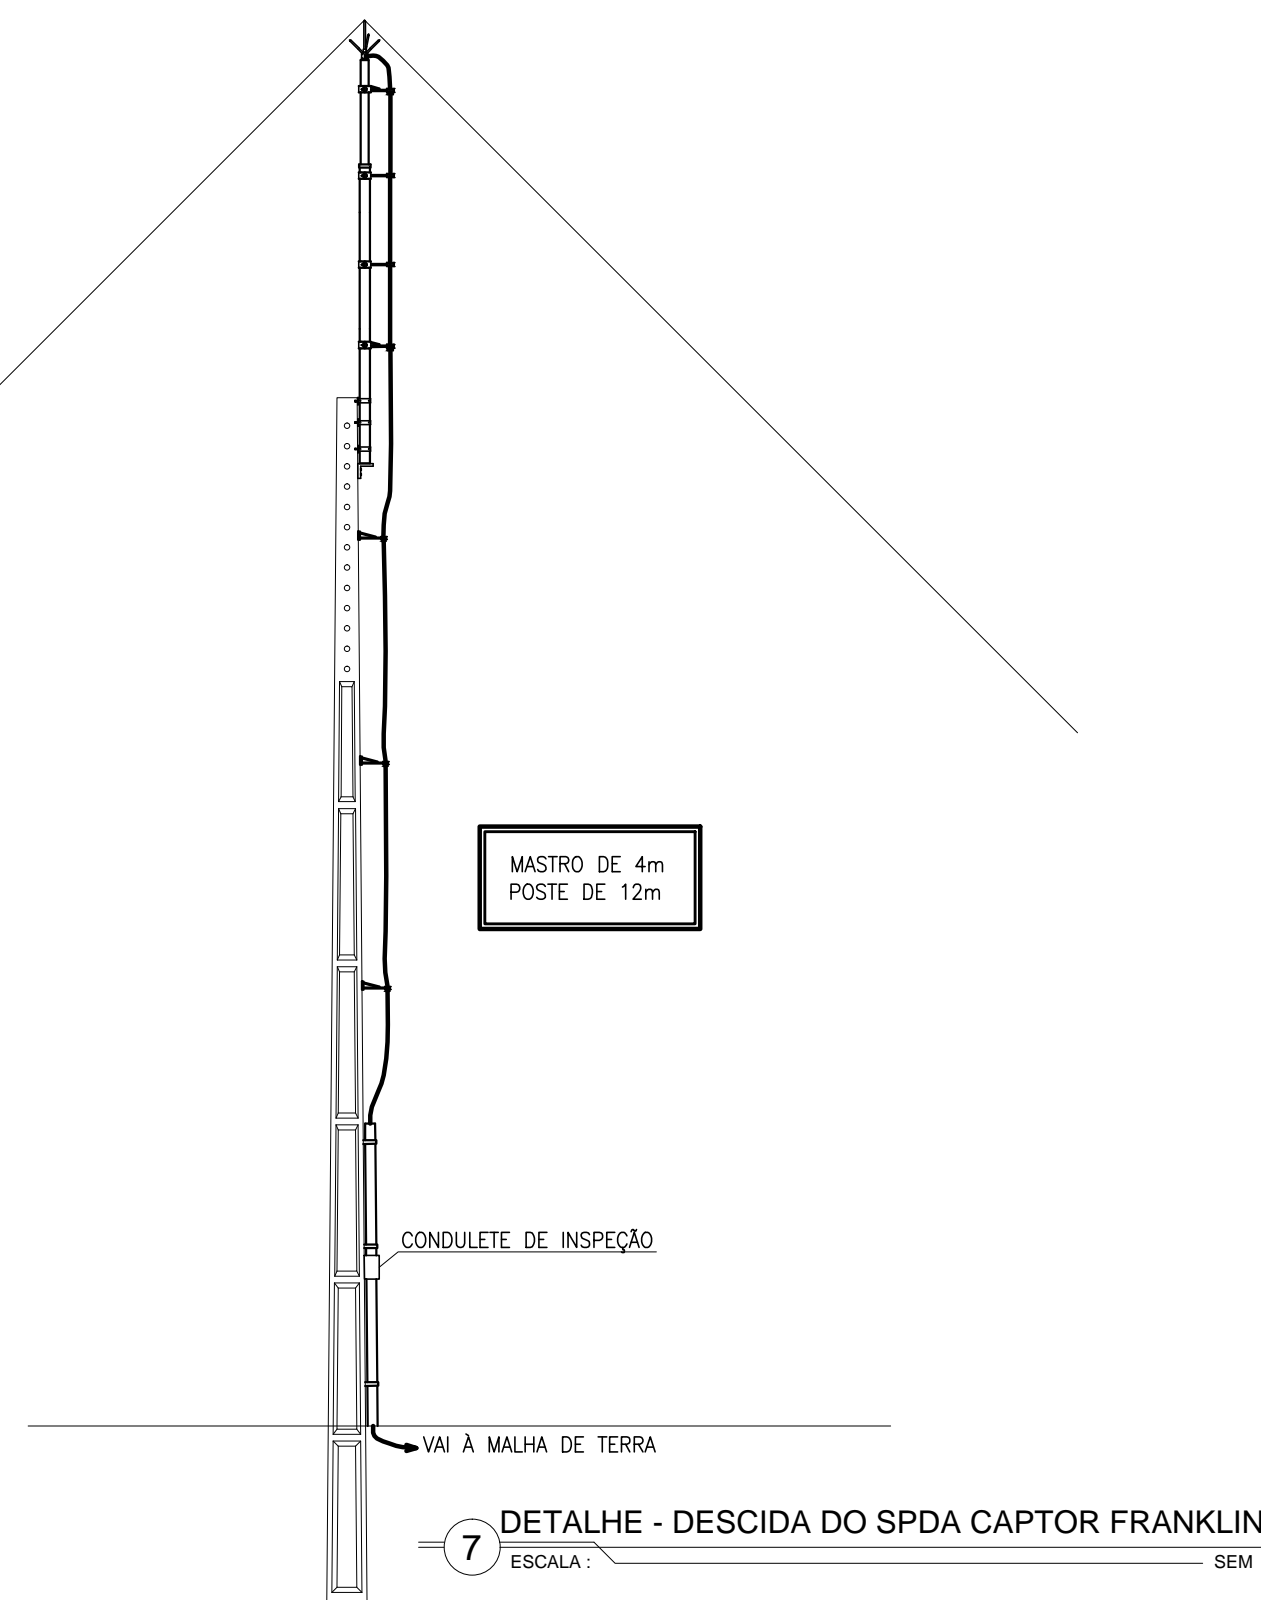 MASTRO DE 4m
POSTE DE 12m
CONDULETE DE INSPEÇÃO
VAI À MALHA DE TERRA
7
DETALHE - DESCIDA DO SPDA CAPTOR FRANKLIN
ESCALA :
SEM